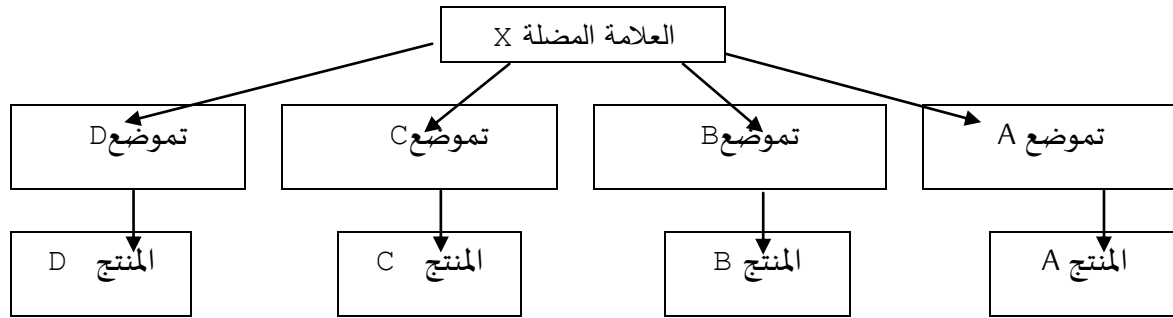 العلامة المضلة X
تموضع A
تموضعB
تموضعC
تموضعD
المنتج A
المنتج B
المنتج C
المنتج D